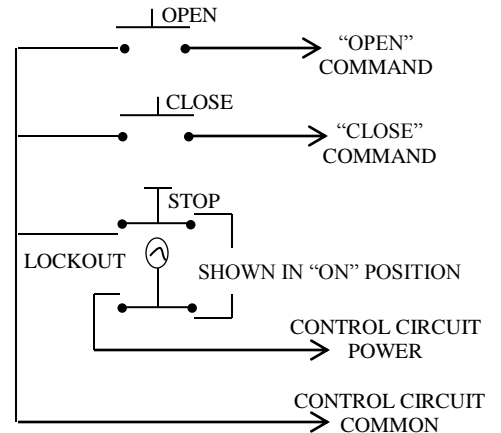 OPEN
“OPEN”
COMMAND
CLOSE
“CLOSE”
COMMAND
STOP
LOCKOUT
SHOWN IN “ON” POSITION
CONTROL CIRCUIT
POWER
CONTROL CIRCUIT
COMMON